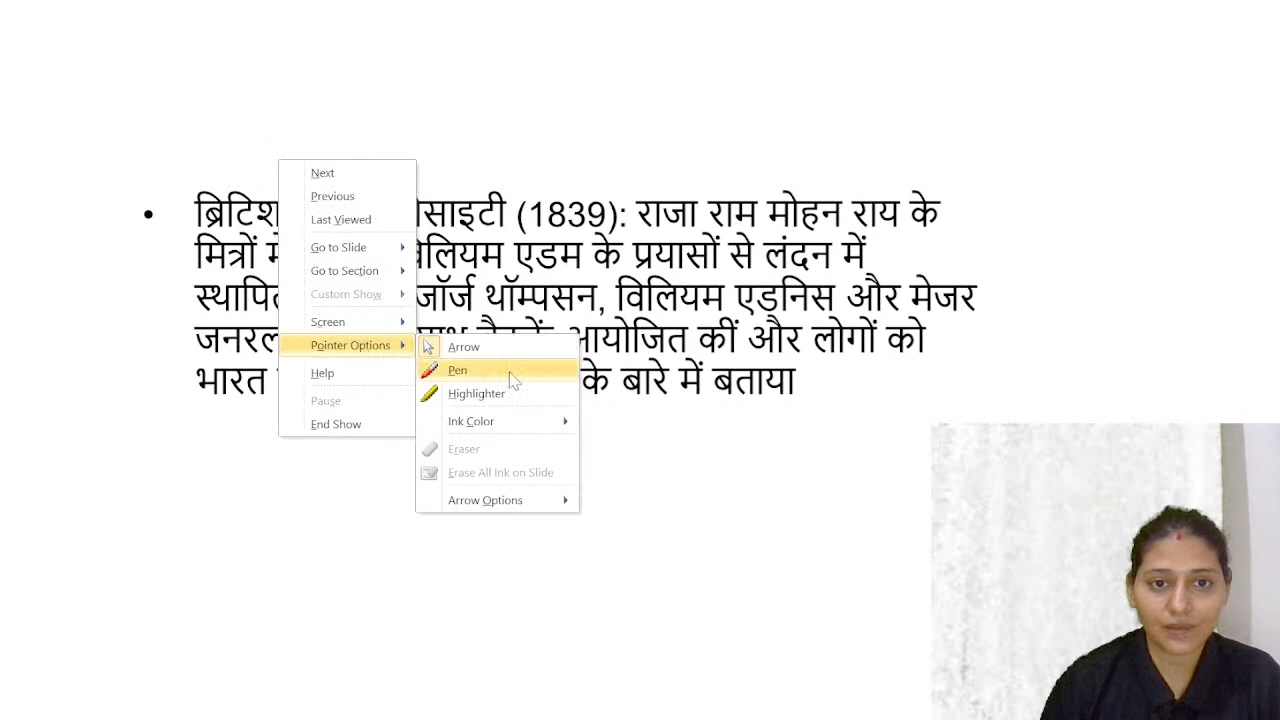 Next
Previous
Last Viewed
Go to Slide
Go to Section
Custom Show
Screen
Pointer Options
Help
Pause
End Show
Arrow
Pen
Highlighter
Ink Color
Eraser
Erase All Ink on Slide
Arrow Options
• ब्रिटिश (1839): राजा राम मोहन राय के
मित्रों विलियम एडम के प्रयासों से लंदन में
जॉर्ज थॉम्पसन, विलियम एडनिस और मेजर
आयोजित कीं और लोगों को
भारत के बारे में बताया